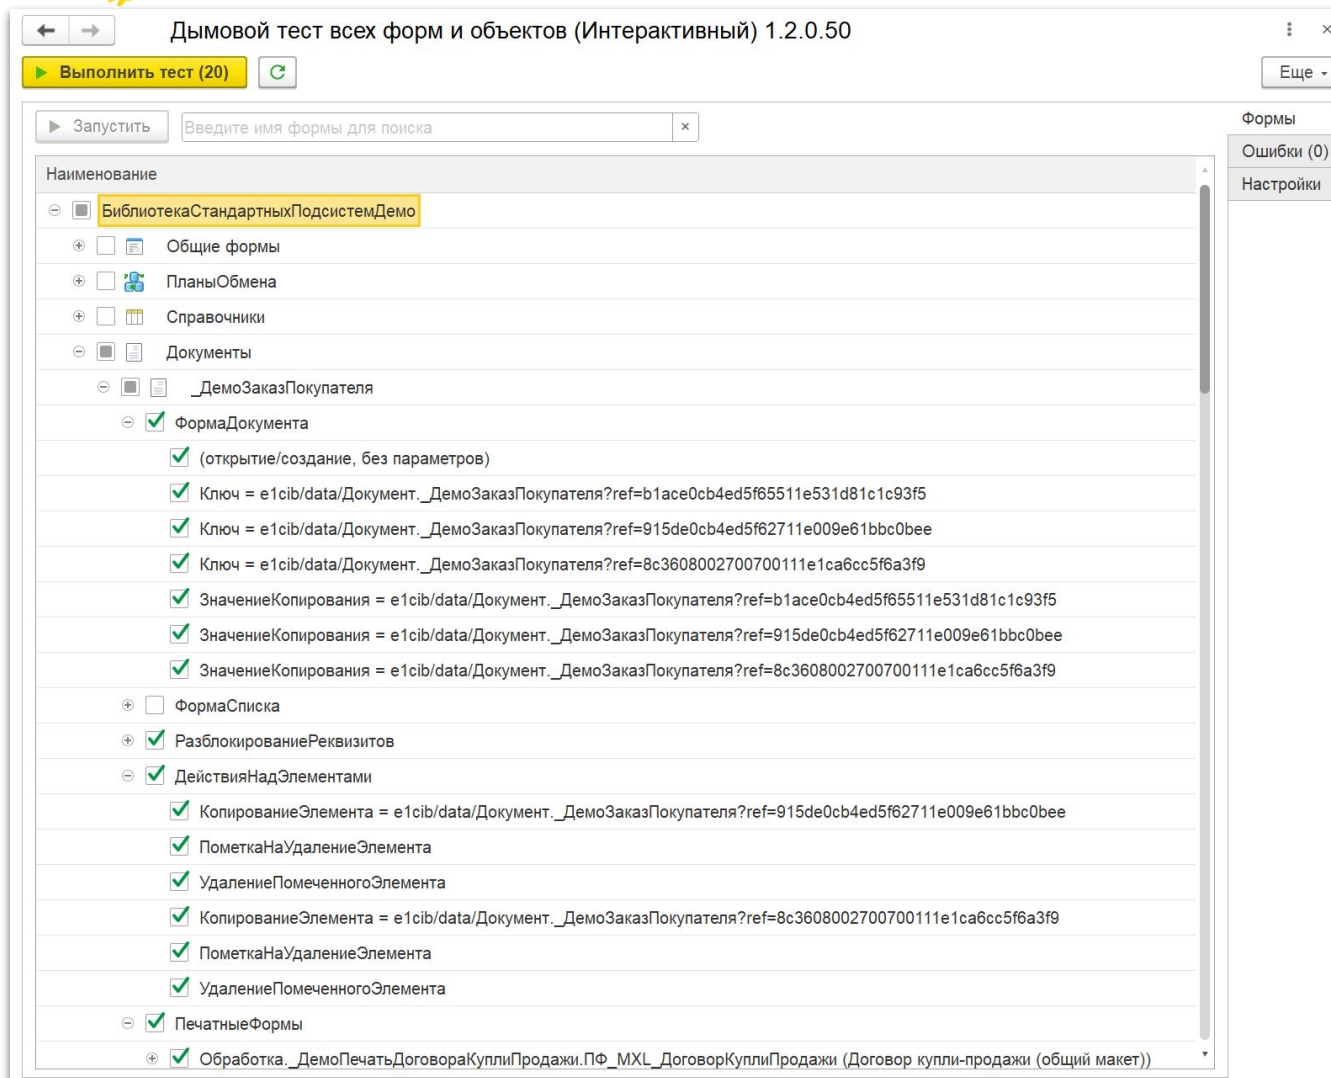 Дымовой тест всех форм и объектов (Интерактивный) 1.2.0.50
Выполнить тест (20)
Еще
Запустить
Введите имя формы для поиска
Формы
Ошибки (0)
Настройки
Наименование
БиблиотекаСтандартныхПодсистемДемо
Общие формы
ПланыОбмена
Справочники
Документы
_ДемоЗаказПокупателя
ФормаДокумента
(открытие/создание, без параметров)
Ключ = e1cib/data/Документ._ДемоЗаказПокупателя?ref=b1ace0cb4ed5f65511e531d81c1c93f5
Ключ = e1cib/data/Документ._ДемоЗаказПокупателя?ref=915de0cb4ed5f62711e009e61bbc0bee
Ключ = e1cib/data/Документ._ДемоЗаказПокупателя?ref=8c3608002700700111e1ca6cc5f6a3f9
ЗначениеКопирования = e1cib/data/Документ._ДемоЗаказПокупателя?ref=b1ace0cb4ed5f65511e531d81c1c93f5
ЗначениеКопирования = e1cib/data/Документ._ДемоЗаказПокупателя?ref=915de0cb4ed5f62711e009e61bbc0bee
ЗначениеКопирования = e1cib/data/Документ._ДемоЗаказПокупателя?ref=8c3608002700700111e1ca6cc5f6a3f9
ФормаСписка
РазблокированиеРеквизитов
ДействияНадЭлементами
КопированиеЭлемента = e1cib/data/Документ._ДемоЗаказПокупателя?ref=915de0cb4ed5f62711e009e61bbc0bee
ПометкаНаУдалениеЭлемента
УдалениеПомеченногоЭлемента
КопированиеЭлемента = e1cib/data/Документ._ДемоЗаказПокупателя?ref=8c3608002700700111e1ca6cc5f6a3f9
ПометкаНаУдалениеЭлемента
УдалениеПомеченногоЭлемента
ПечатныеФормы
Обработка._ДемоПечатьДоговораКуплиПродажи.ПФ_MXL_ДоговорКуплиПродажи (Договор купли-продажи (общий макет))